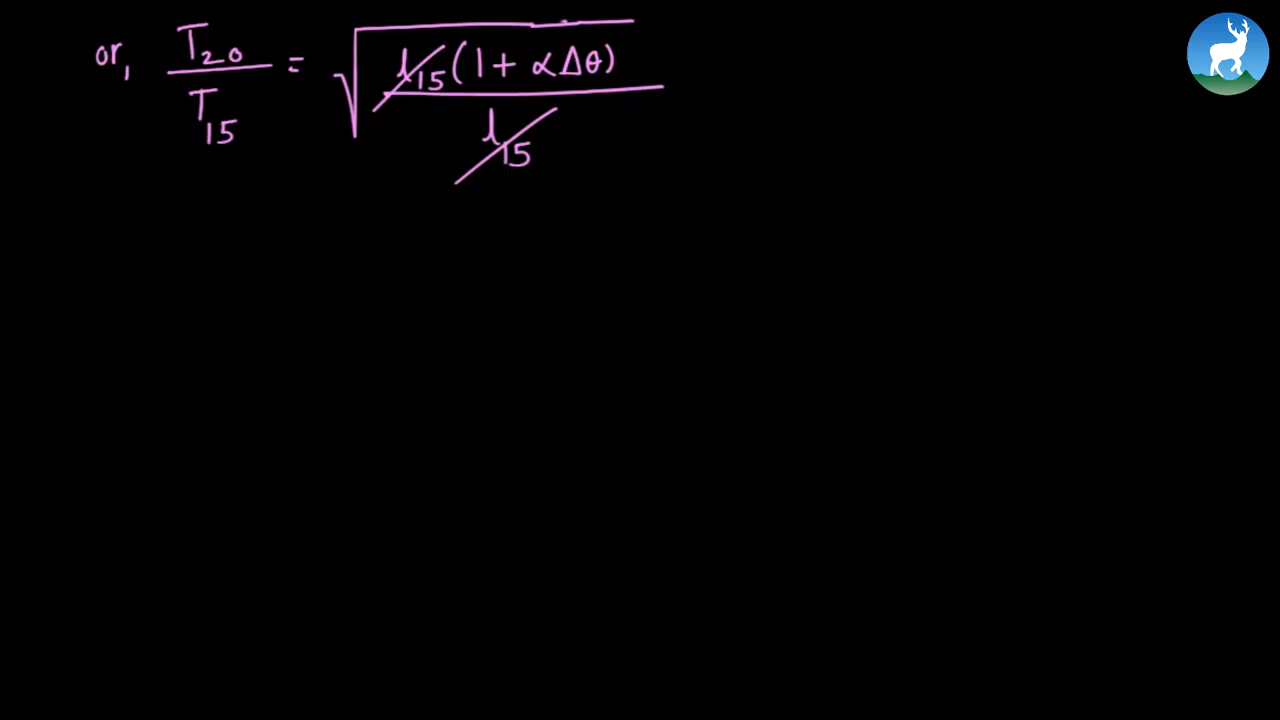 or, T₂₀/T₁₅ = √(l₁₅(1 + αΔθ)/l₁₅)